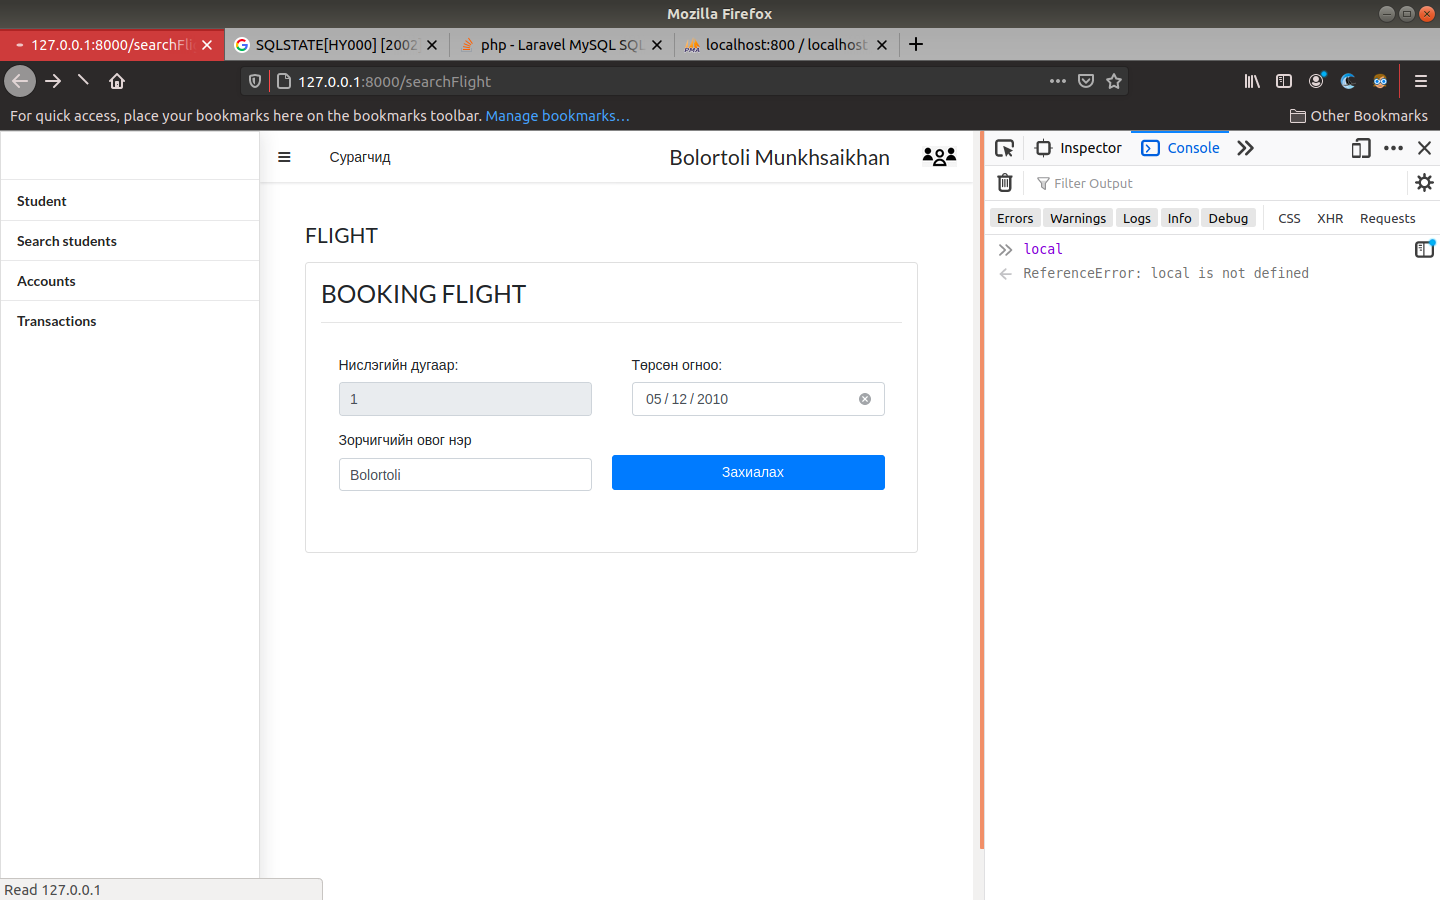 Mozilla Firefox
127.0.0.1:8000/searchFli
SQLSTATE[HY000] [2002]
php - Laravel MySQL SQL
localhost:800 / localhost
127.0.0.1:8000/searchFlight
For quick access, place your bookmarks here on the bookmarks toolbar. Manage bookmarks…
Other Bookmarks
Student
Search students
Accounts
Transactions
Сурагчид
Bolortoli Munkhsaikhan
FLIGHT
BOOKING FLIGHT
Нислэгийн дугаар:
Төрсөн огноо:
1
05 / 12 / 2010
Зорчигчийн овог нэр
Bolortoli
Захиалах
Inspector
Console
Filter Output
Errors
Warnings
Logs
Info
Debug
CSS
XHR
Requests
local
ReferenceError: local is not defined
Read 127.0.0.1